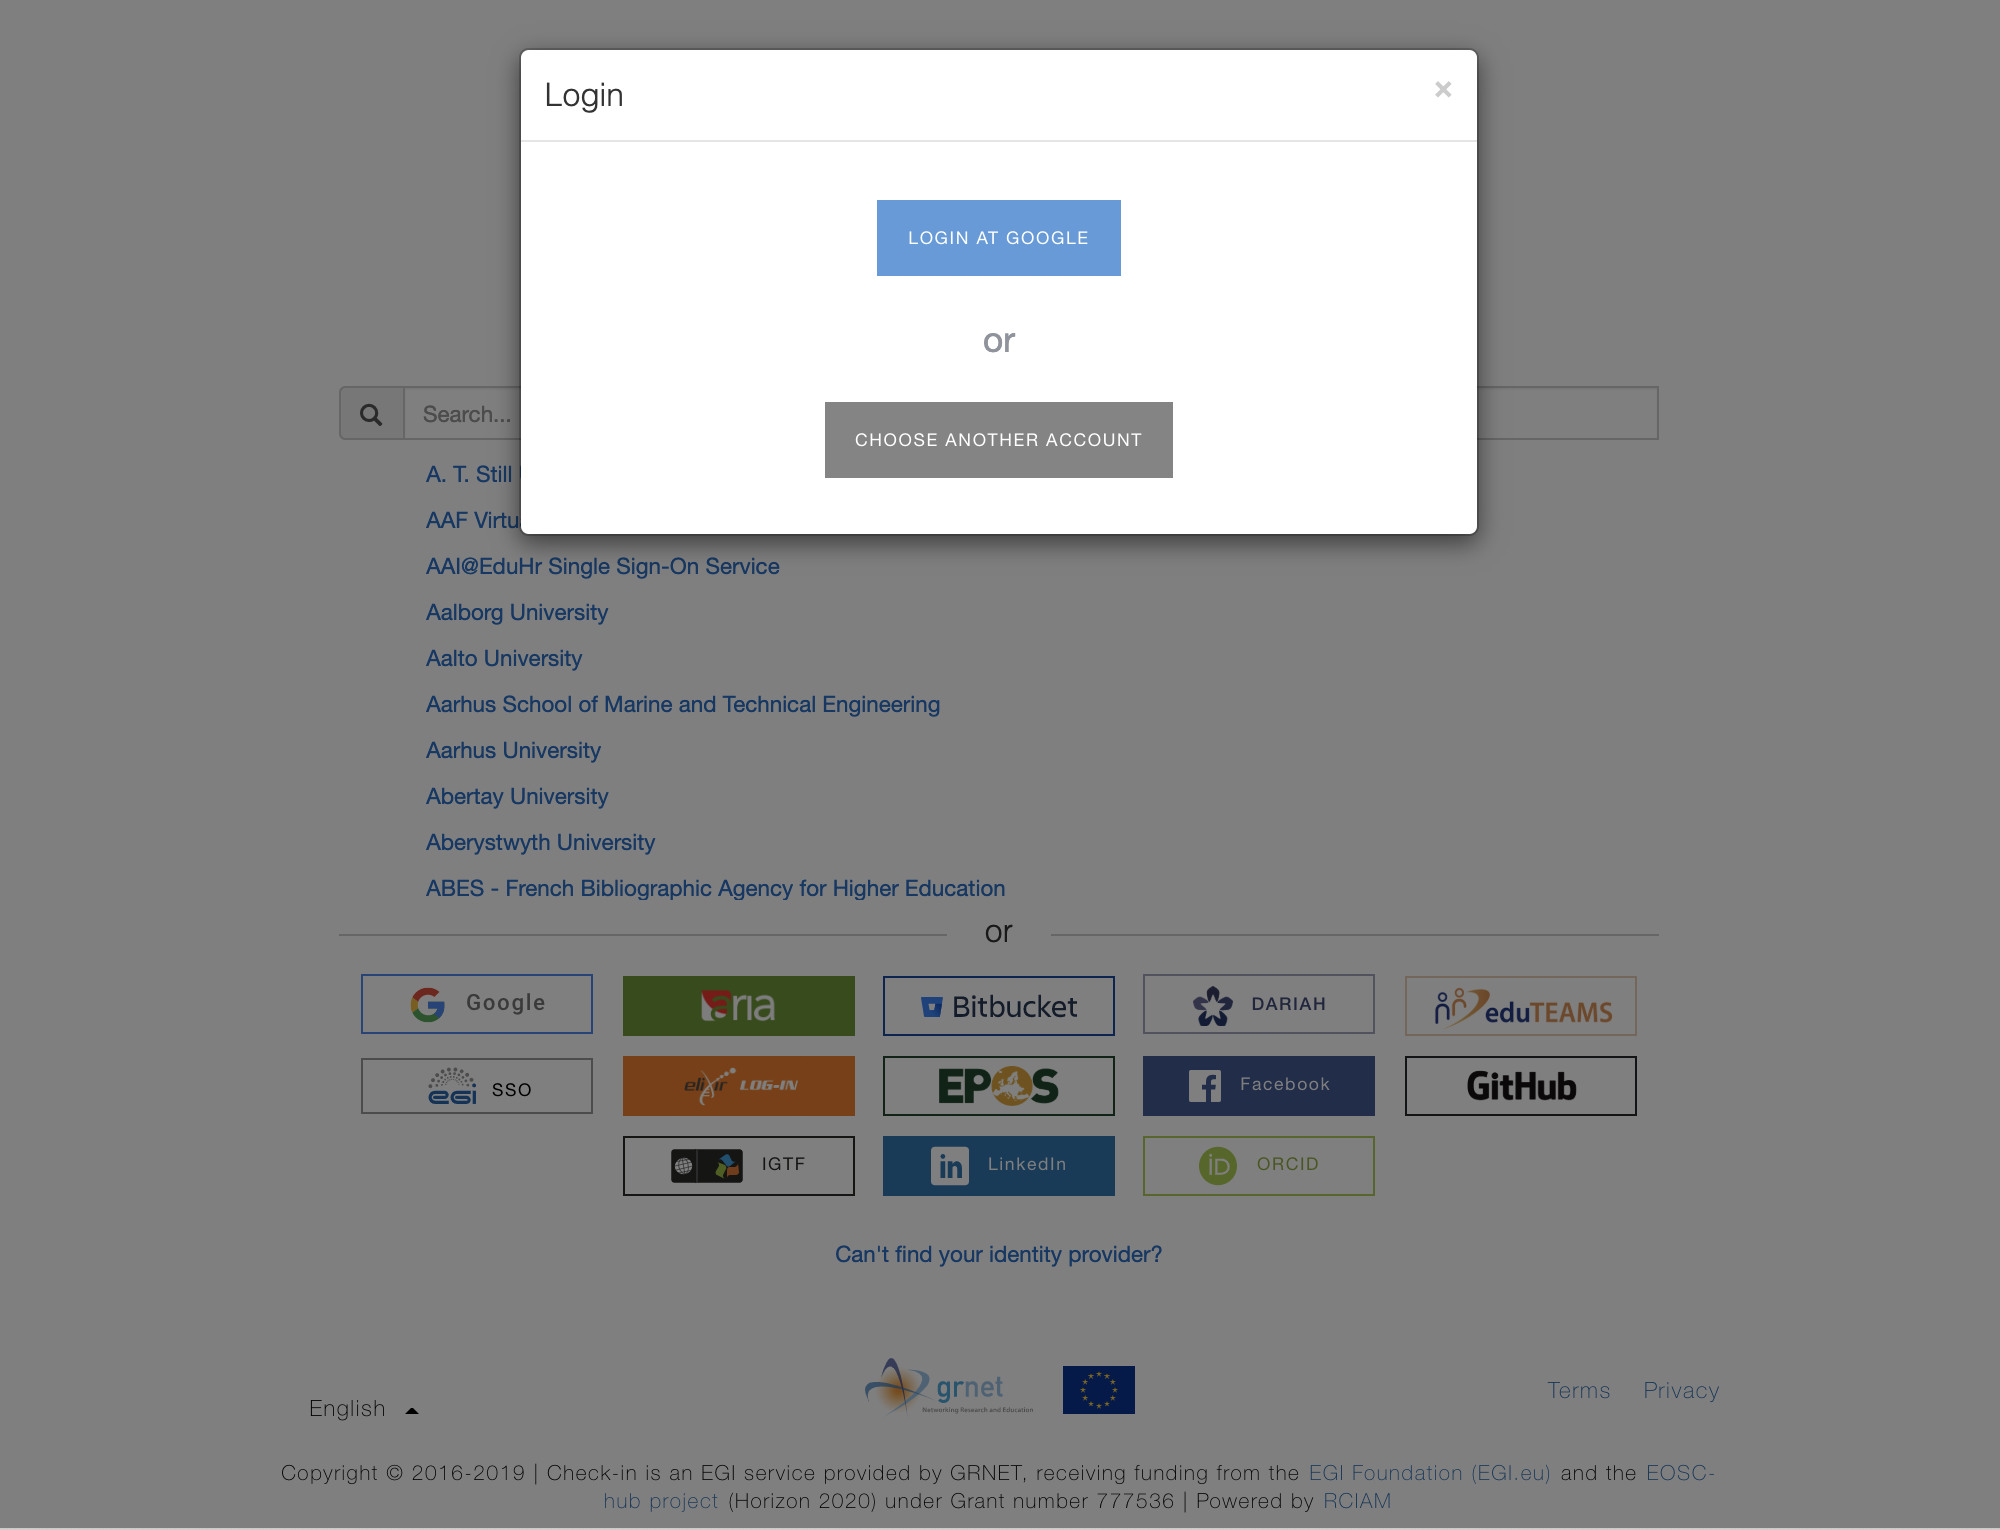 Login ×
LOGIN AT GOOGLE
or
CHOOSE ANOTHER ACCOUNT
Search...
A. T. Still
AAF Virtu
AAI@EduHr Single Sign-On Service
Aalborg University
Aalto University
Aarhus School of Marine and Technical Engineering
Aarhus University
Abertay University
Aberystwyth University
ABES - French Bibliographic Agency for Higher Education
or
Google aria Bitbucket DARIAH eduTEAMS
egi SSO elixir LOG-IN EPOS Facebook GitHub
IGTF in LinkedIn iD ORCID
Can't find your identity provider?
English
grnet
Networking Research and Education
Terms Privacy
Copyright © 2016-2019 | Check-in is an EGI service provided by GRNET, receiving funding from the EGI Foundation (EGI.eu) and the EOSC-
hub project (Horizon 2020) under Grant number 777536 | Powered by RCIAM